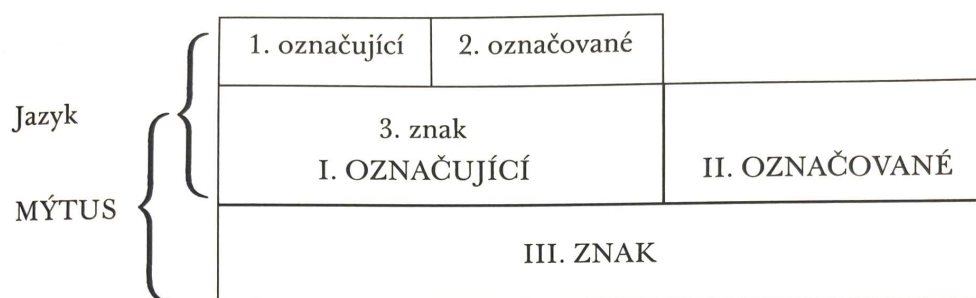 1. označující
2. označované
Jazyk
3. znak
I. OZNAČUJÍCÍ
II. OZNAČOVANÉ
MÝTUS
III. ZNAK